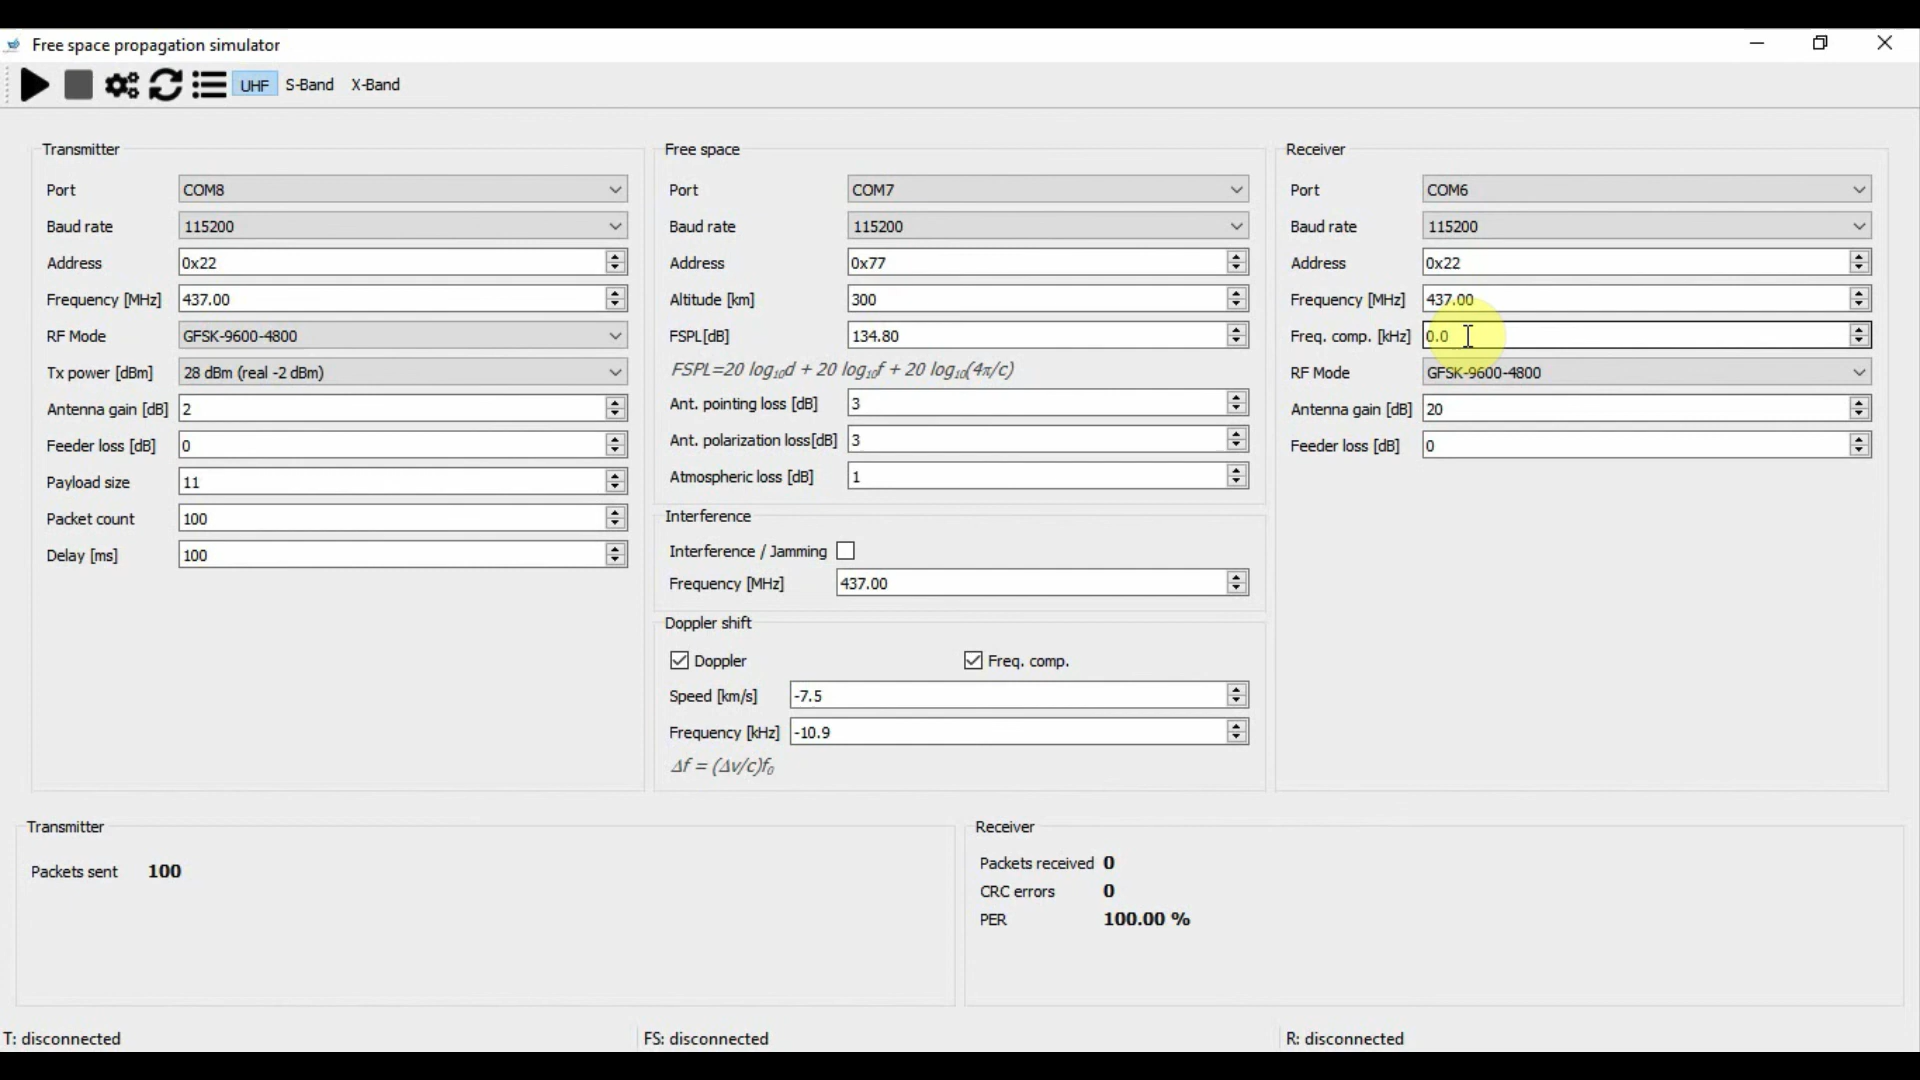 Free space propagation simulator
UHF S-Band X-Band
Transmitter
Port COM8
Baud rate 115200
Address 0x22
Frequency [MHz] 437.00
RF Mode GFSK-9600-4800
Tx power [dBm] 28 dBm (real -2 dBm)
Antenna gain [dB] 2
Feeder loss [dB] 0
Payload size 11
Packet count 100
Delay [ms] 100
Free space
Port COM7
Baud rate 115200
Address 0x77
Altitude [km] 300
FSPL[dB] 134.80
FSPL=20 log₁₀d + 20 log₁₀f + 20 log₁₀(4π/c)
Ant. pointing loss [dB] 3
Ant. polarization loss[dB] 3
Atmospheric loss [dB] 1
Interference
Interference / Jamming
Frequency [MHz] 437.00
Doppler shift
Doppler Freq. comp.
Speed [km/s] -7.5
Frequency [kHz] -10.9
Δf = (Δv/c)f₀
Receiver
Port COM6
Baud rate 115200
Address 0x22
Frequency [MHz] 437.00
Freq. comp. [kHz] 0.0
RF Mode GFSK-9600-4800
Antenna gain [dB] 20
Feeder loss [dB] 0
Transmitter
Packets sent 100
Receiver
Packets received 0
CRC errors 0
PER 100.00 %
T: disconnected
FS: disconnected
R: disconnected